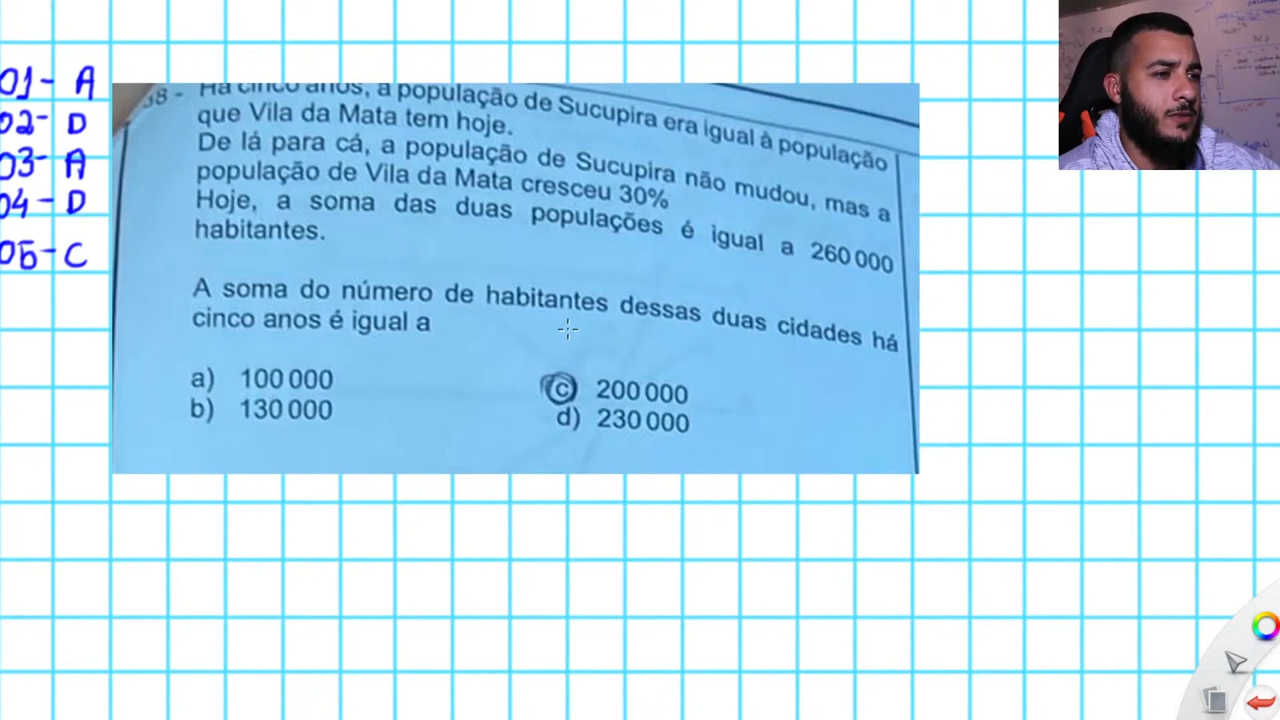 01- A
02- D
03- A
04- D
05- C
38 - Há cinco anos, a população de Sucupira era igual à população
que Vila da Mata tem hoje.
De lá para cá, a população de Sucupira não mudou, mas a
população de Vila da Mata cresceu 30%
Hoje, a soma das duas populações é igual a 260 000
habitantes.
A soma do número de habitantes dessas duas cidades há
cinco anos é igual a
a) 100 000
b) 130 000
c) 200 000
d) 230 000